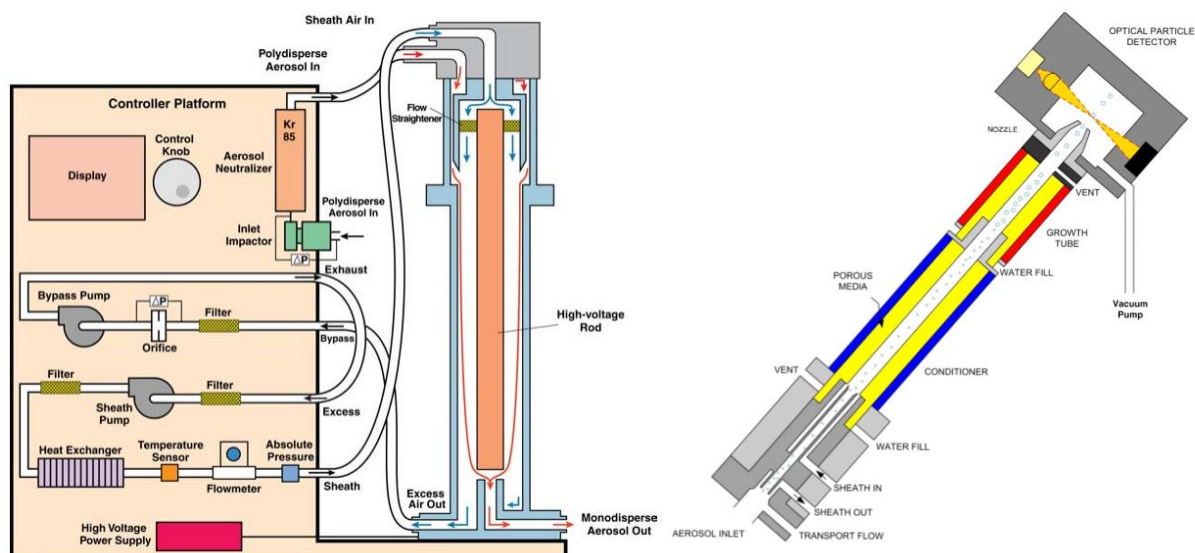 Sheath Air In
Polydisperse
Aerosol In
Controller Platform
Kr
85
Flow
Straightener
Control
Knob
Display
Aerosol
Neutralizer
Polydisperse
Aerosol In
Inlet
Impactor
ΔP
Exhaust
Bypass Pump
ΔP
Filter
Orifice
Bypass
High-voltage
Rod
Filter
Filter
Sheath
Pump
Excess
Heat Exchanger
Temperature
Sensor
Absolute
Pressure
Flowmeter
Sheath
Excess
Air Out
Monodisperse
Aerosol Out
High Voltage
Power Supply
OPTICAL PARTICLE
DETECTOR
NOZZLE
VENT
GROWTH
TUBE
WATER FILL
POROUS
MEDIA
Vacuum
Pump
VENT
CONDITIONER
WATER FILL
SHEATH IN
SHEATH OUT
AEROSOL INLET
TRANSPORT FLOW